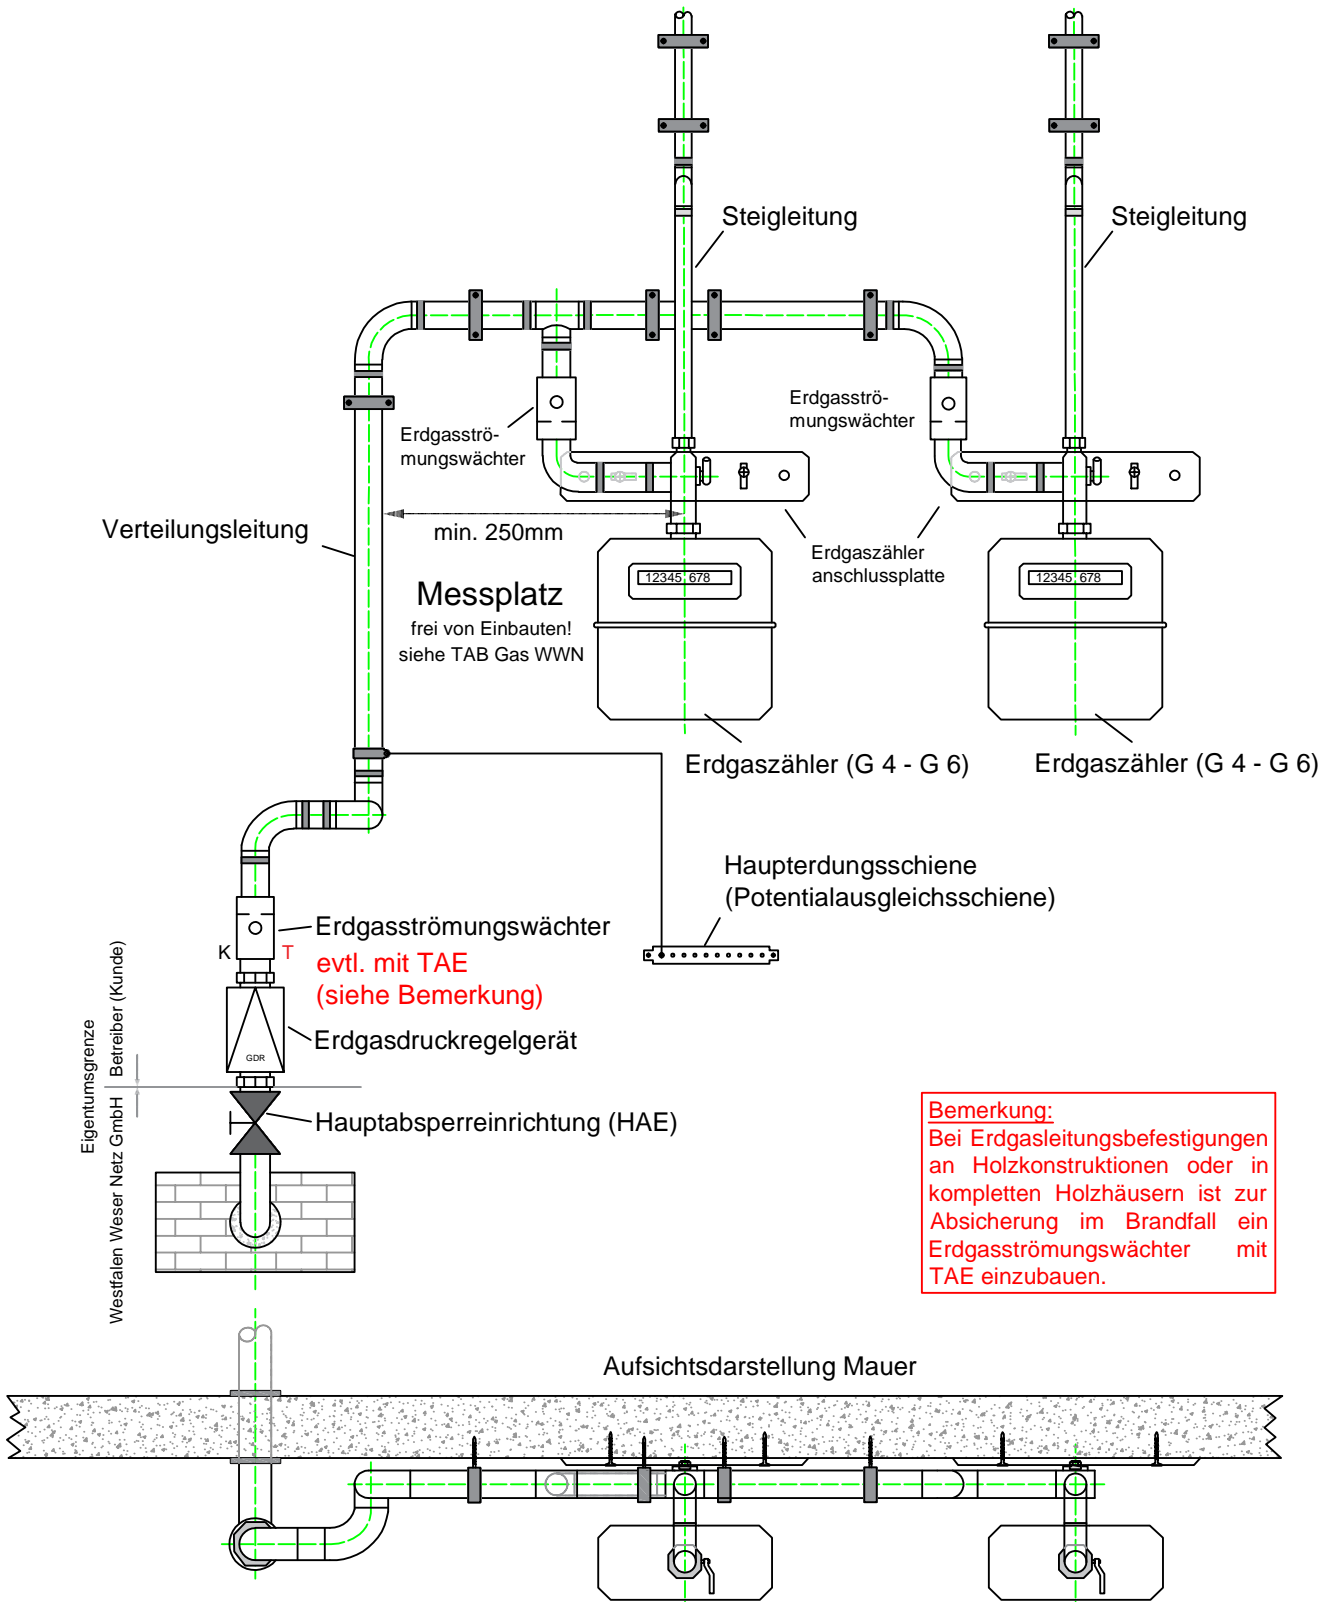 Steigleitung
Steigleitung
Erdgasströ-
mungswächter
Erdgasströ-
mungswächter
Verteilungsleitung
min. 250mm
Erdgaszähler
anschlussplatte
Messplatz
frei von Einbauten!
siehe TAB Gas WWN
12345 678
12345 678
Erdgaszähler (G 4 - G 6)
Erdgaszähler (G 4 - G 6)
Haupterdungsschiene
(Potentialausgleichsschiene)
Erdgasströmungswächter
K
T
evtl. mit TAE
(siehe Bemerkung)
Erdgasdruckregelgerät
GDR
Eigentumsgrenze
Betreiber (Kunde)
Westfalen Weser Netz GmbH
Hauptabsperreinrichtung (HAE)
Bemerkung:
Bei Erdgasleitungsbefestigungen
an Holzkonstruktionen oder in
kompletten Holzhäusern ist zur
Absicherung im Brandfall ein
Erdgasströmungswächter mit
TAE einzubauen.
Aufsichtsdarstellung Mauer